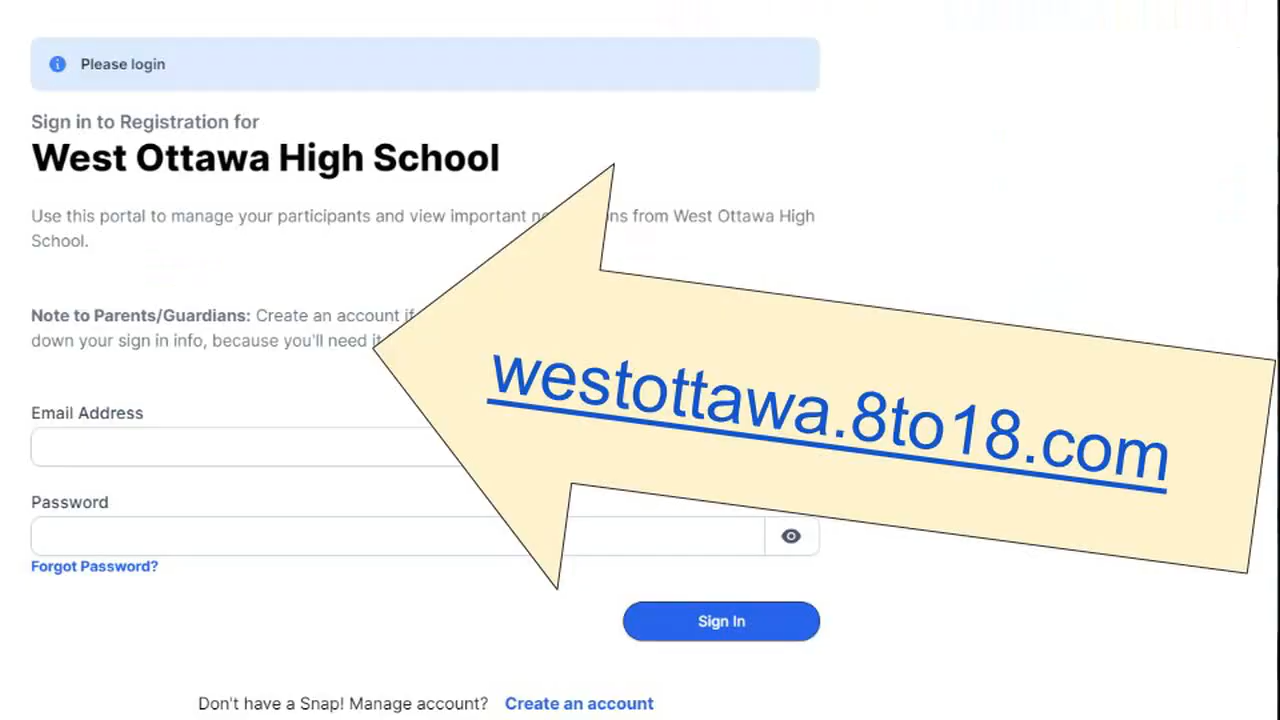 Please login
Sign in to Registration for
West Ottawa High School
Use this portal to manage your participants and view important ns from West Ottawa High
School.
Note to Parents/Guardians: Create an account if
down your sign in info, because you'll need it
westottawa.8to18.com
Email Address
Password
Forgot Password?
Sign In
Don't have a Snap! Manage account? Create an account